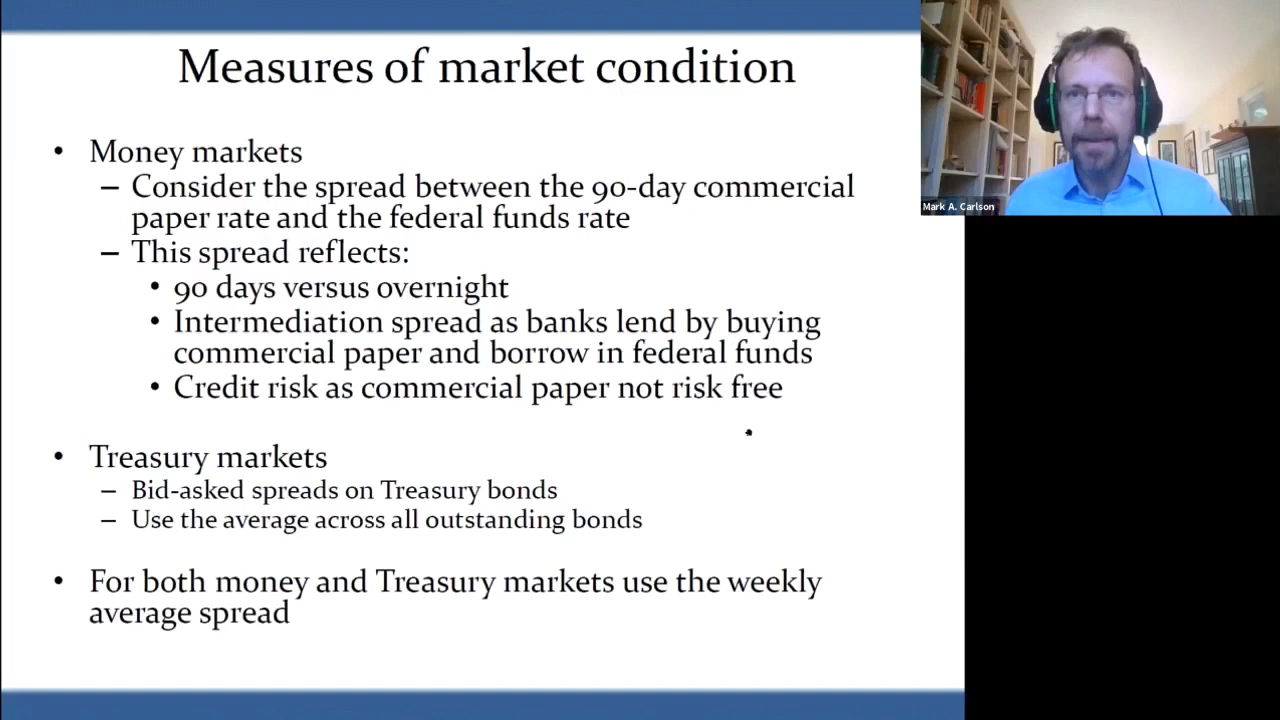 Measures of market condition
• Money markets
– Consider the spread between the 90-day commercial
paper rate and the federal funds rate
– This spread reflects:
• 90 days versus overnight
• Intermediation spread as banks lend by buying
commercial paper and borrow in federal funds
• Credit risk as commercial paper not risk free
• Treasury markets
– Bid-asked spreads on Treasury bonds
– Use the average across all outstanding bonds
• For both money and Treasury markets use the weekly
average spread
Mark A. Carlson